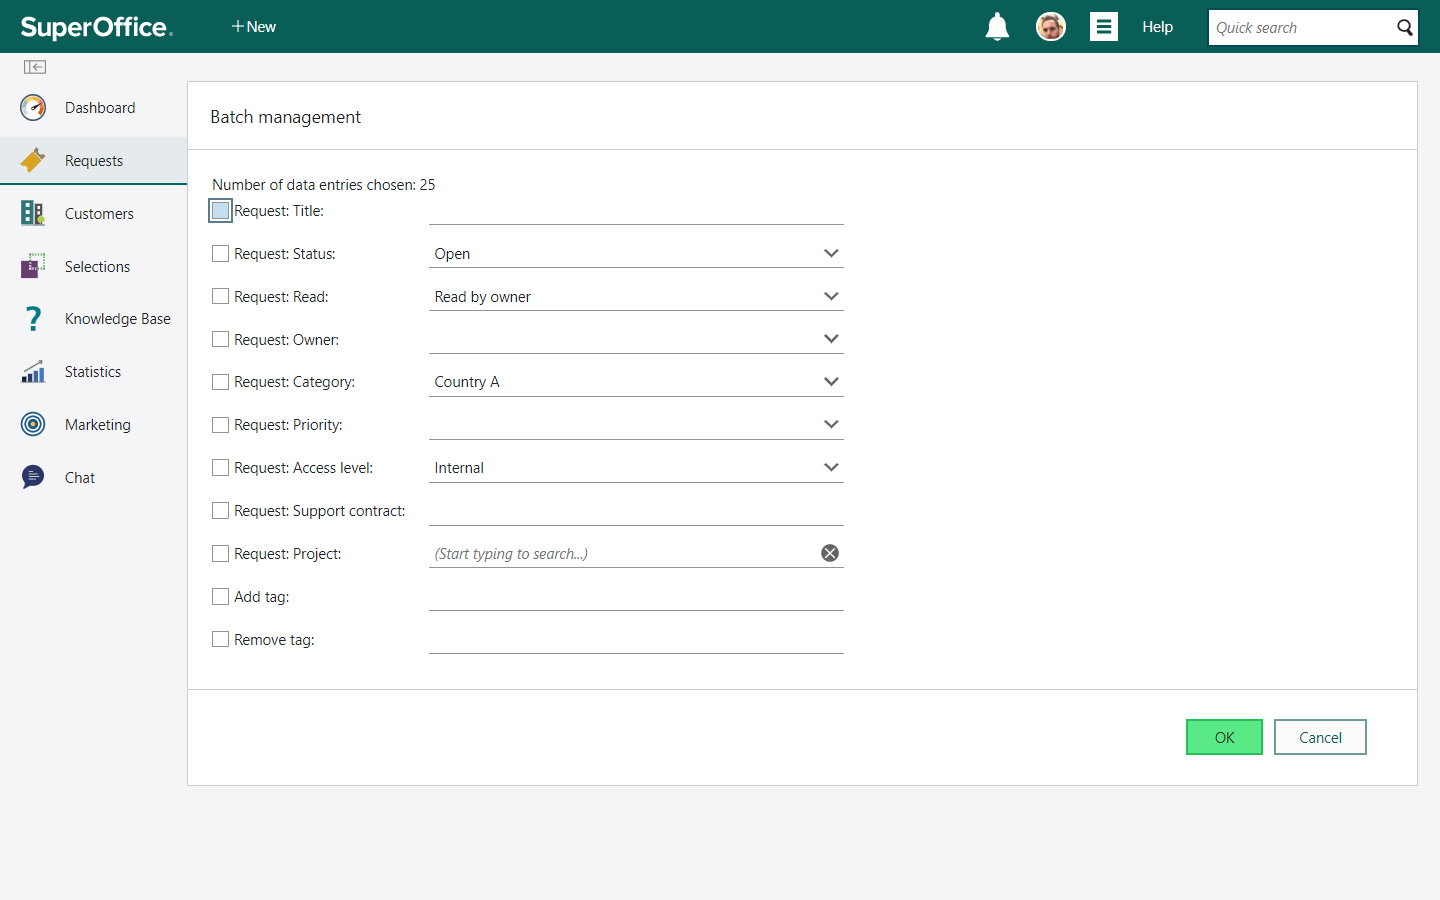 SuperOffice.
+ New
Help
Quick search
Dashboard
Requests
Customers
Selections
Knowledge Base
Statistics
Marketing
Chat
Batch management
Number of data entries chosen: 25
Request: Title:
Request: Status: Open
Request: Read: Read by owner
Request: Owner:
Request: Category: Country A
Request: Priority:
Request: Access level: Internal
Request: Support contract:
Request: Project: (Start typing to search...)
Add tag:
Remove tag:
OK
Cancel